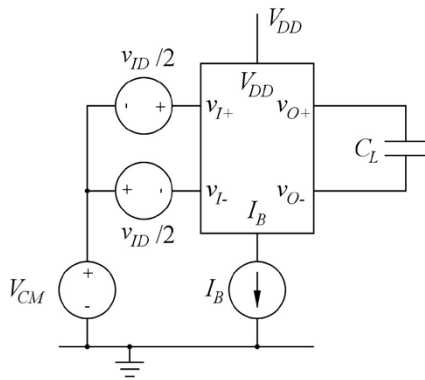 V_DD
v_ID /2
V_DD
- +
v_I+ v_O+
C_L
+ -
v_I- v_O-
I_B
v_ID /2
V_CM
+
-
I_B